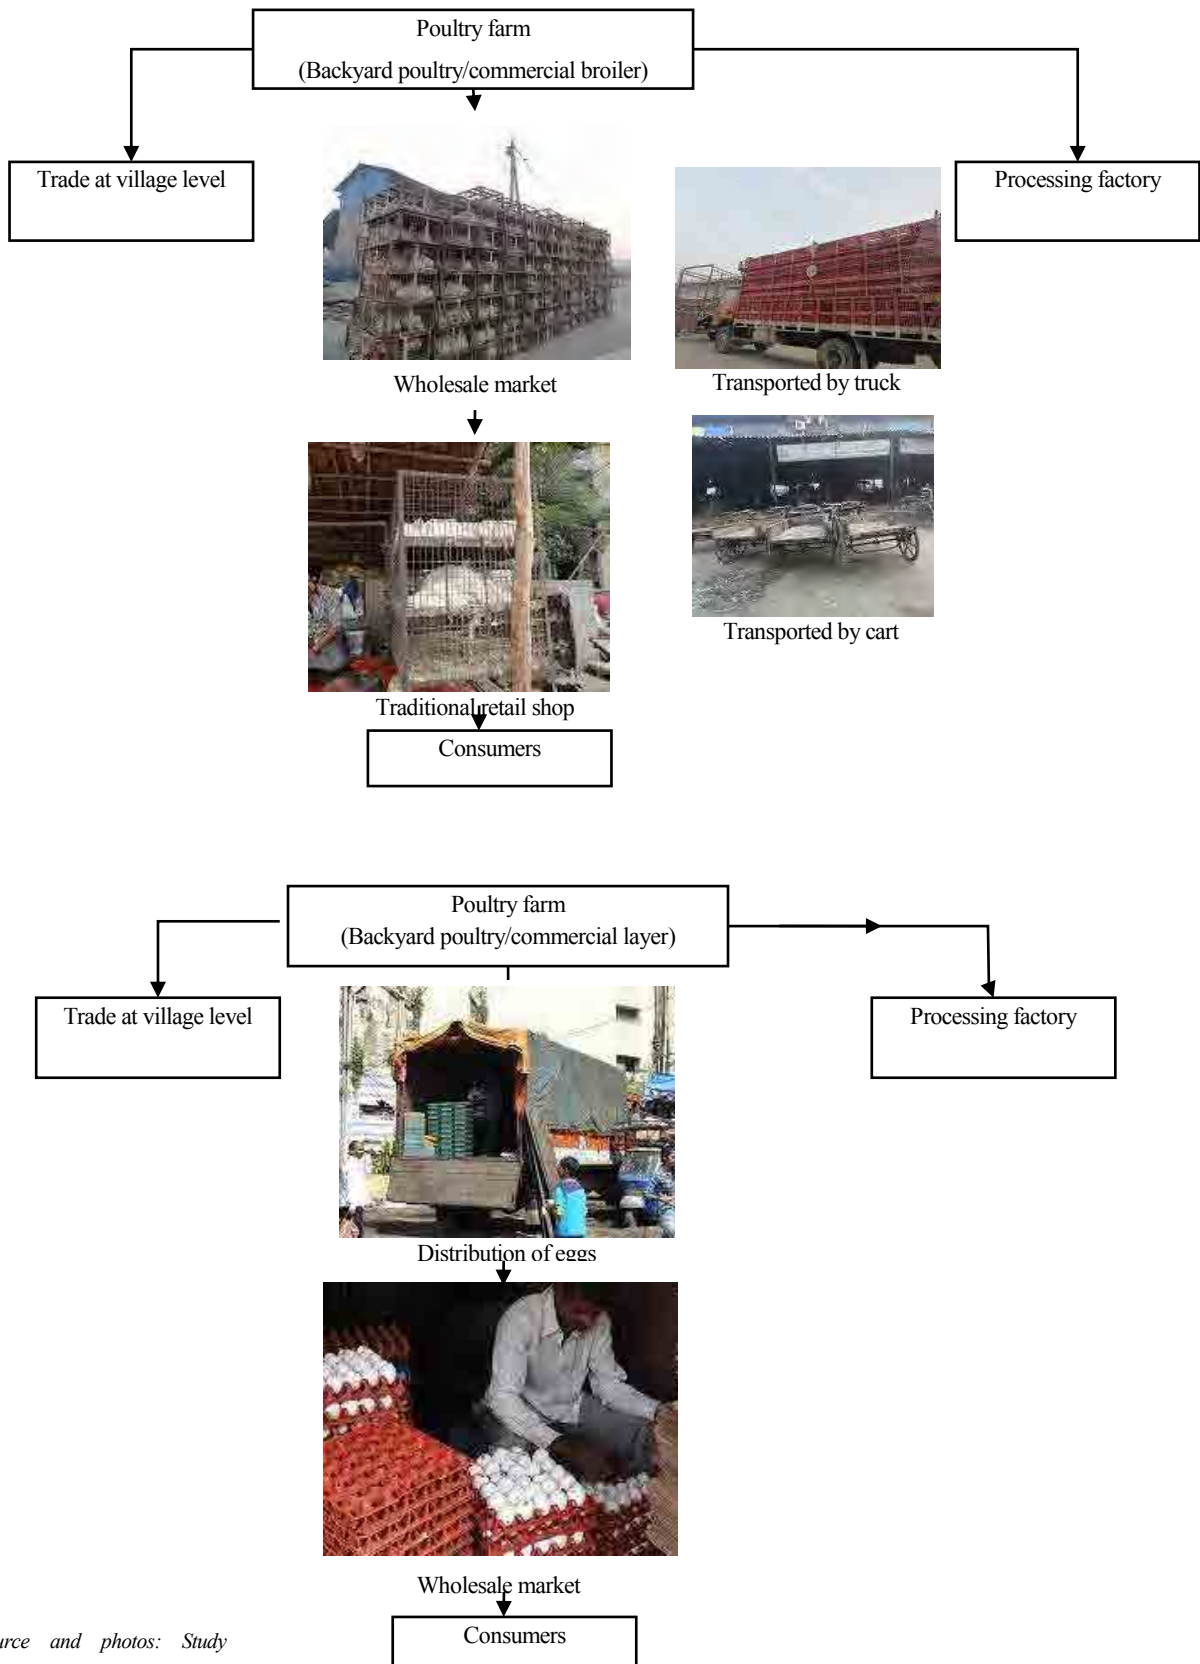 Poultry farm
(Backyard poultry/commercial broiler)
Trade at village level
Processing factory
Wholesale market
Transported by truck
Transported by cart
Traditional retail shop
Consumers
Poultry farm
(Backyard poultry/commercial layer)
Trade at village level
Processing factory
Distribution of eggs
Wholesale market
Consumers
and photos: Study